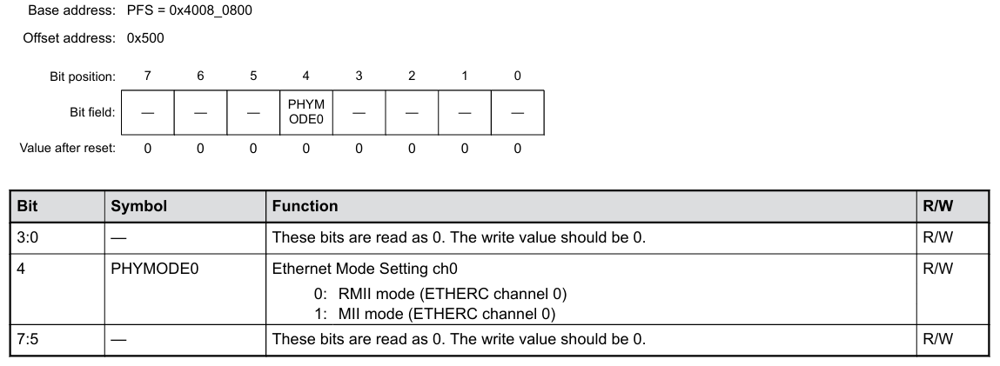 Base address: PFS = 0x4008_0800
Offset address: 0x500
Bit position: 7 6 5 4 3 2 1 0
Bit field: — — — PHYM ODE0 — — — —
Value after reset: 0 0 0 0 0 0 0 0
Bit Symbol Function R/W
3:0 — These bits are read as 0. The write value should be 0. R/W
4 PHYMODE0 Ethernet Mode Setting ch0 R/W
0: RMII mode (ETHERC channel 0)
1: MII mode (ETHERC channel 0)
7:5 — These bits are read as 0. The write value should be 0. R/W